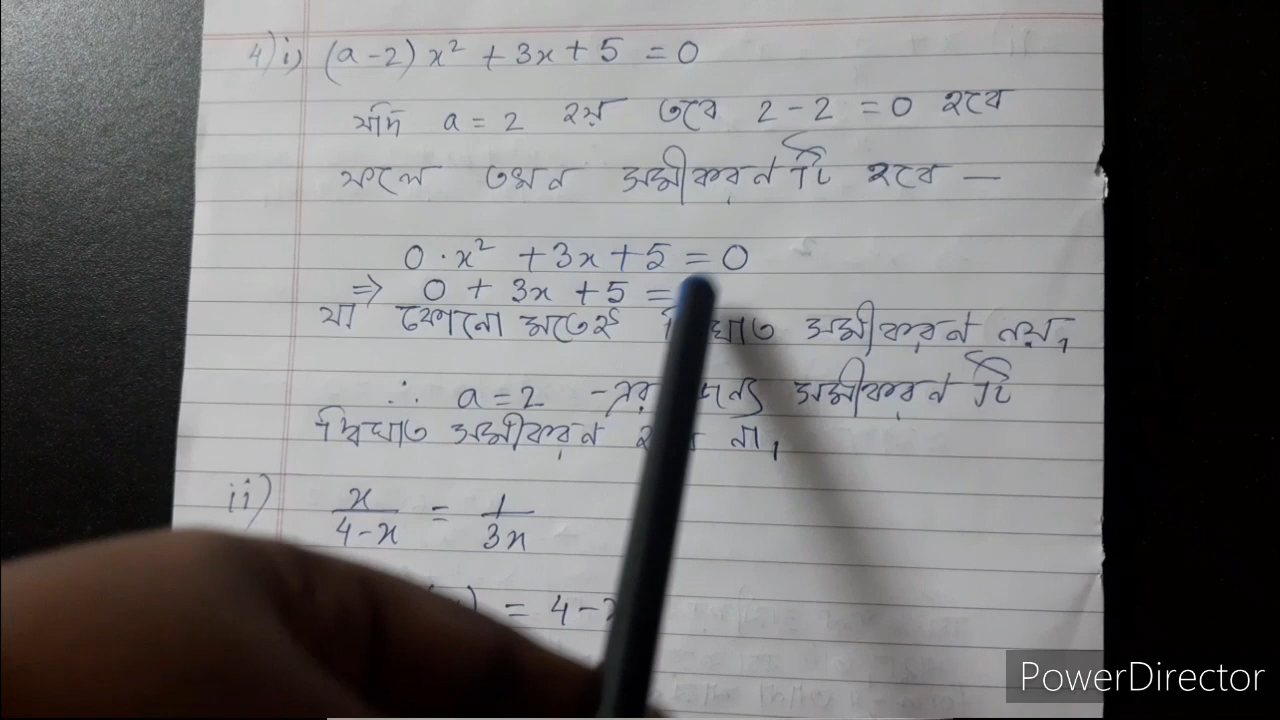 4) i) (a-2) x² + 3x + 5 = 0
যদি a = 2 হয় তবে 2 - 2 = 0 হবে
ফলে তখন সমীকরণটি হবে —
0 · x² + 3x + 5 = 0
⇒ 0 + 3x + 5 =
যা কোনো মতেই সমীকরণ নয়,
∴ a = 2 -এর জন্য সমীকরণটি
দ্বিঘাত সমীকরণ না,
ii) x/(4-x) = 1/(3x)
= 4 -
PowerDirector